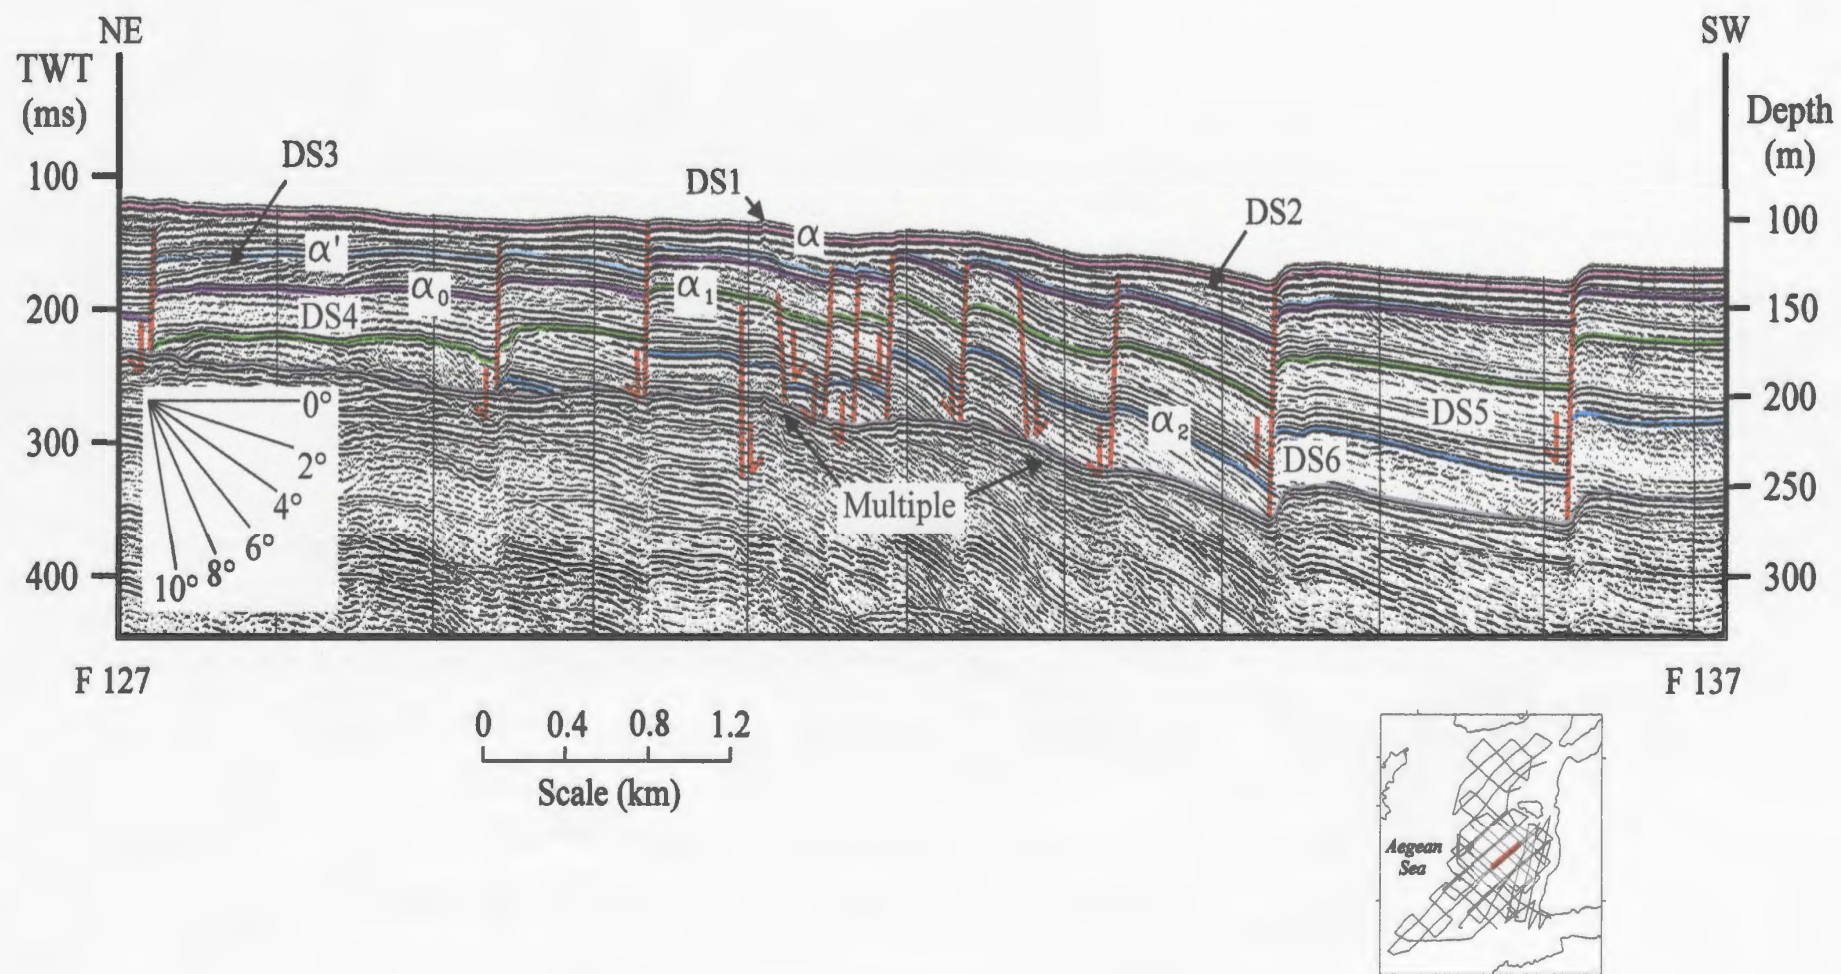 NE
SW
TWT
(ms)
Depth
(m)
DS3
DS1
DS2
100
100
α
α'
α₀
α₁
200
150
DS4
200
0°
DS5
α₂
300
2°
DS6
250
4°
Multiple
6°
8°
10°
400
300
F 127
F 137
0 0.4 0.8 1.2
Scale (km)
Aegean
Sea